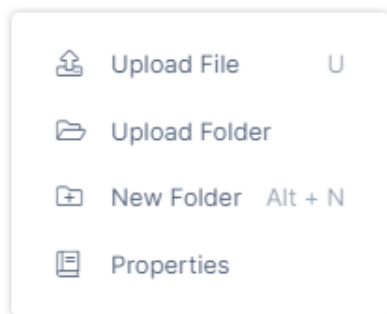 Upload File U
Upload Folder
New Folder Alt + N
Properties